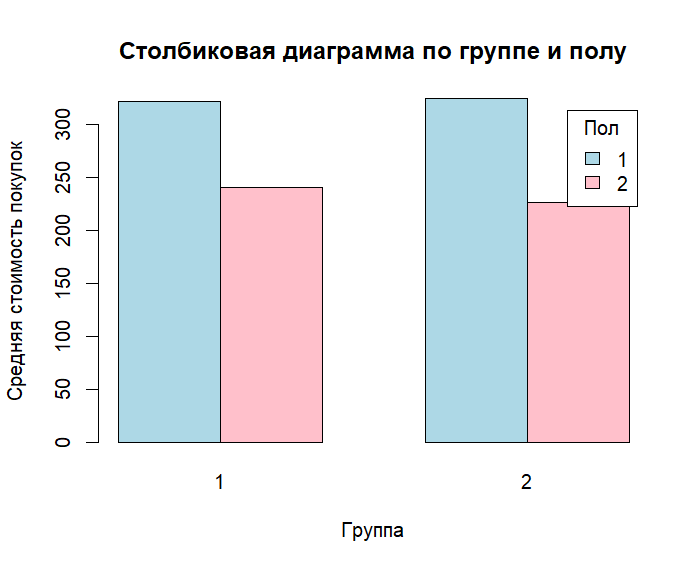 Столбиковая диаграмма по группе и полу
Средняя стоимость покупок
300
250
200
150
100
50
0
Пол
1
2
1
2
Группа